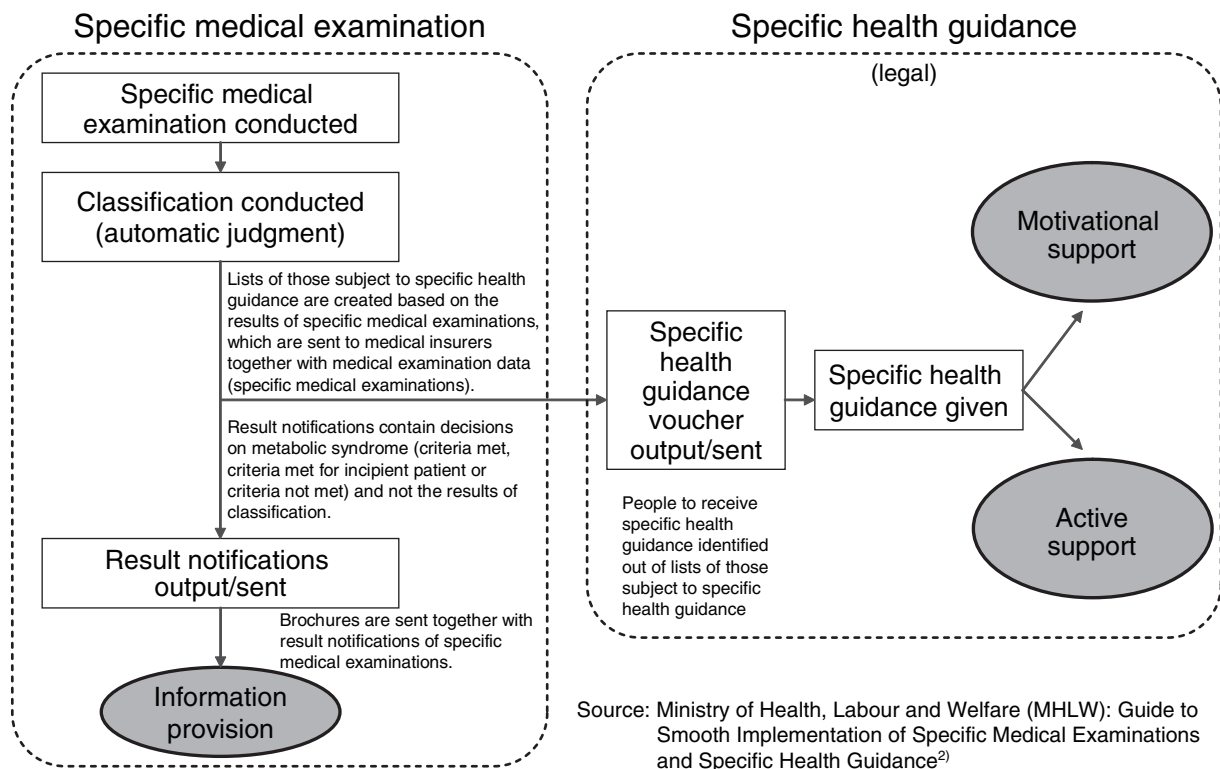 Specific medical examination
Specific medical
examination conducted
Classification conducted
(automatic judgment)
Lists of those subject to specific health
guidance are created based on the
results of specific medical examinations,
which are sent to medical insurers
together with medical examination data
(specific medical examinations).
Result notifications contain decisions
on metabolic syndrome (criteria met,
criteria met for incipient patient or
criteria not met) and not the results of
classification.
Result notifications
output/sent
Brochures are sent together with
result notifications of specific
medical examinations.
Information
provision
Specific health guidance
(legal)
Specific
health
guidance
voucher
output/sent
People to receive
specific health
guidance identified
out of lists of those
subject to specific
health guidance
Specific health
guidance given
Motivational
support
Active
support
Source: Ministry of Health, Labour and Welfare (MHLW): Guide to
Smooth Implementation of Specific Medical Examinations
and Specific Health Guidance2)